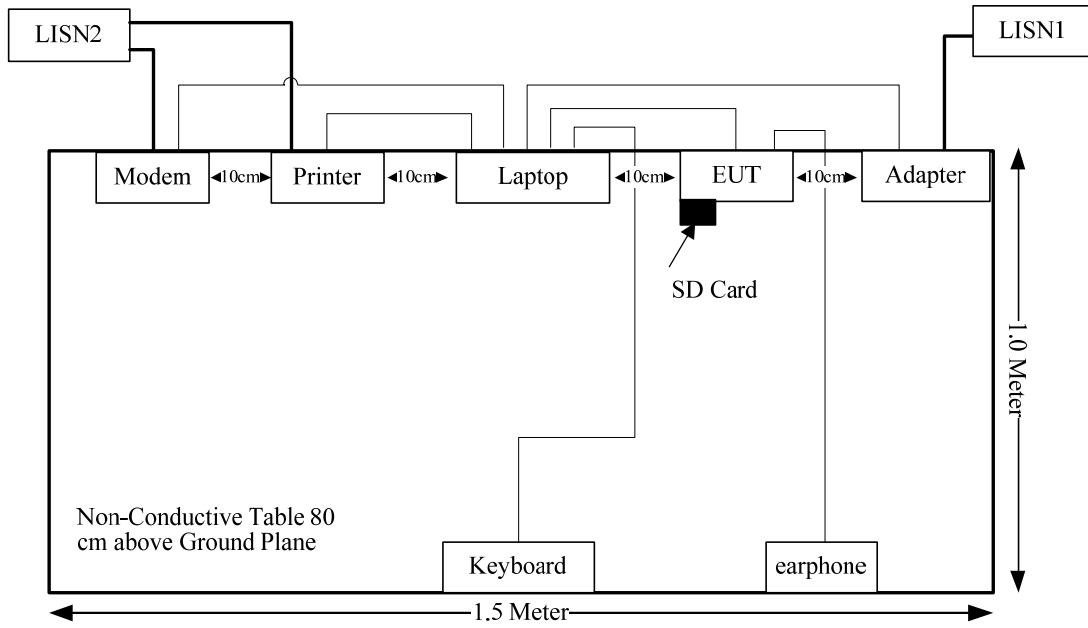 LISN2
LISN1
Modem
10cm
Printer
10cm
Laptop
10cm
EUT
10cm
Adapter
SD Card
1.0 Meter
Non-Conductive Table 80
cm above Ground Plane
Keyboard
earphone
1.5 Meter